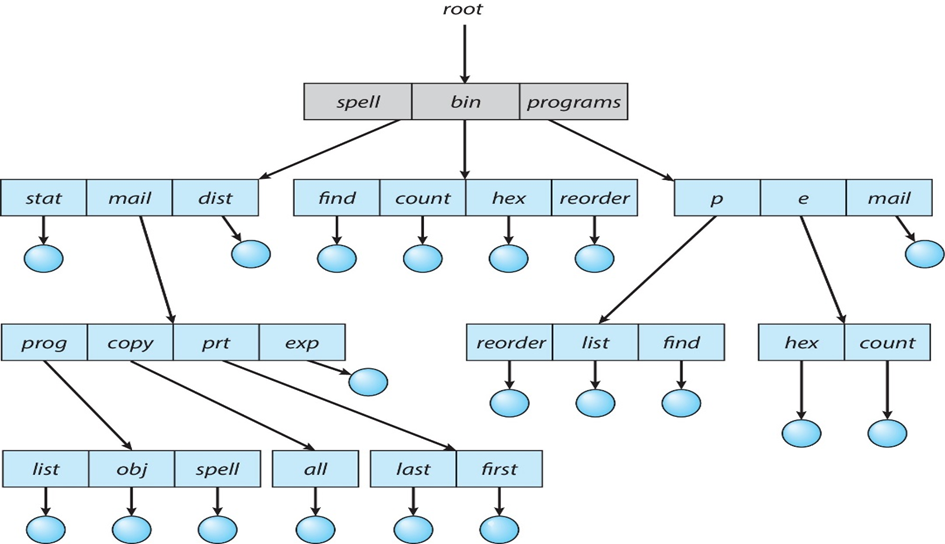 root
spell bin programs
stat mail dist find count hex reorder p e mail
prog copy prt exp reorder list find hex count
list obj spell all last first